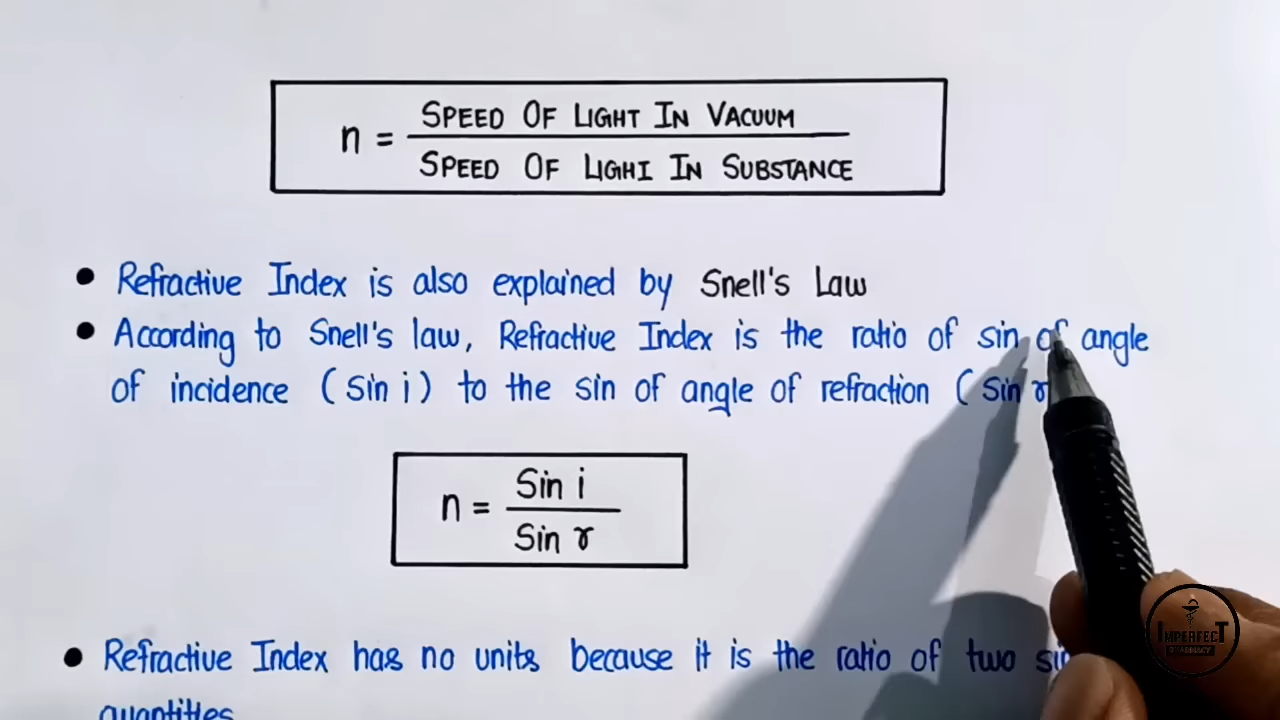 n = SPEED OF LIGHT IN VACUUM
SPEED OF LIGHI IN SUBSTANCE
Refractive Index is also explained by Snell's Law
According to Snell's law, Refractive Index is the ratio of sin of angle
of incidence (Sin i) to the sin of angle of refraction (Sin r
n = Sin i
Sin r
Refractive Index has no units because it is the ratio of two
quantities
IMPERFECT
PHARMACY